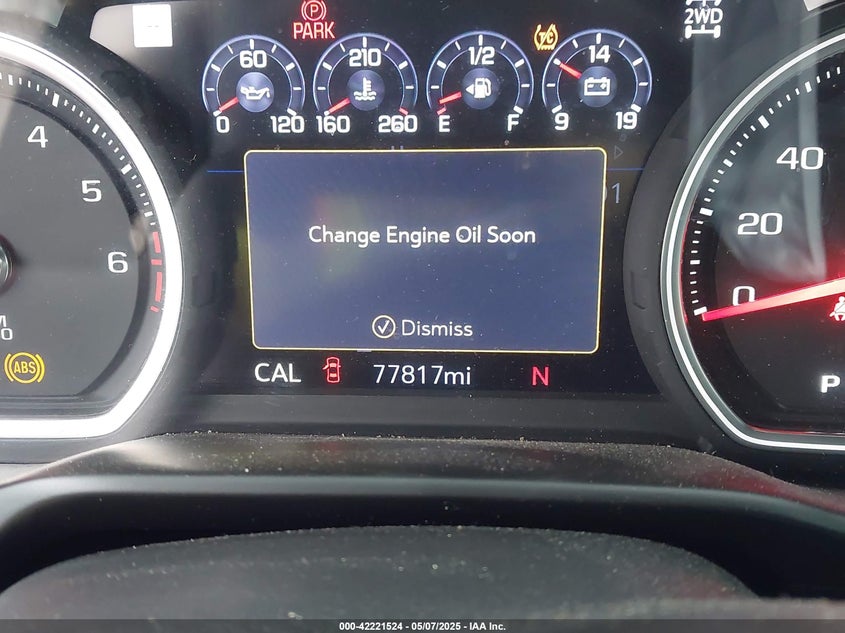 PARK
2WD
60 210 1/2 T/C 14
0 120 160 260 E F 9 19
4
5
6
40
20
0
Change Engine Oil Soon
Dismiss
ABS
CAL 77817mi N
P
000-42221524 - 05/07/2025 - IAA Inc.